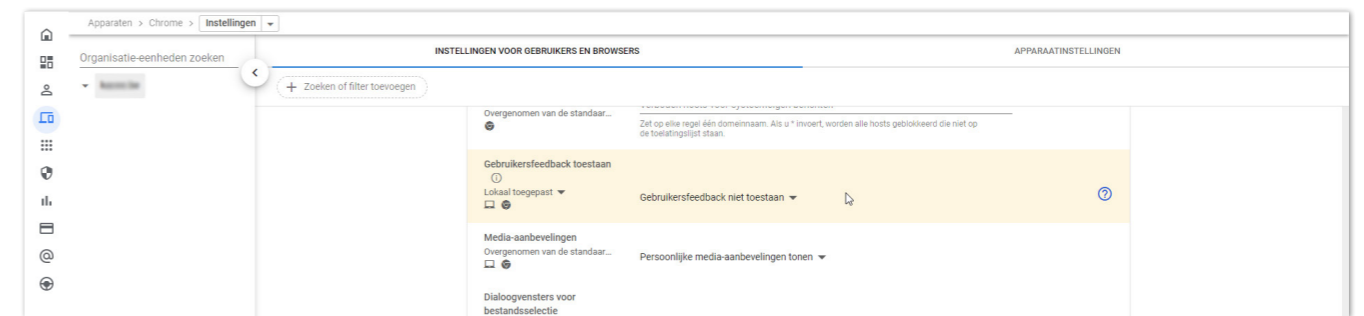 Apparaten > Chrome > Instellingen
Organisatie-eenheden zoeken
INSTELLINGEN VOOR GEBRUIKERS EN BROWSERS
APPARAATINSTELLINGEN
+ Zoeken of filter toevoegen
Overgenomen van de standaar...
Zet op elke regel één domeinnaam. Als u * invoert, worden alle hosts geblokkeerd die niet op
de toelatingslijst staan.
Gebruikersfeedback toestaan
Lokaal toegepast
Gebruikersfeedback niet toestaan
Media-aanbevelingen
Overgenomen van de standaar...
Persoonlijke media-aanbevelingen tonen
Dialoogvensters voor
bestandsselectie